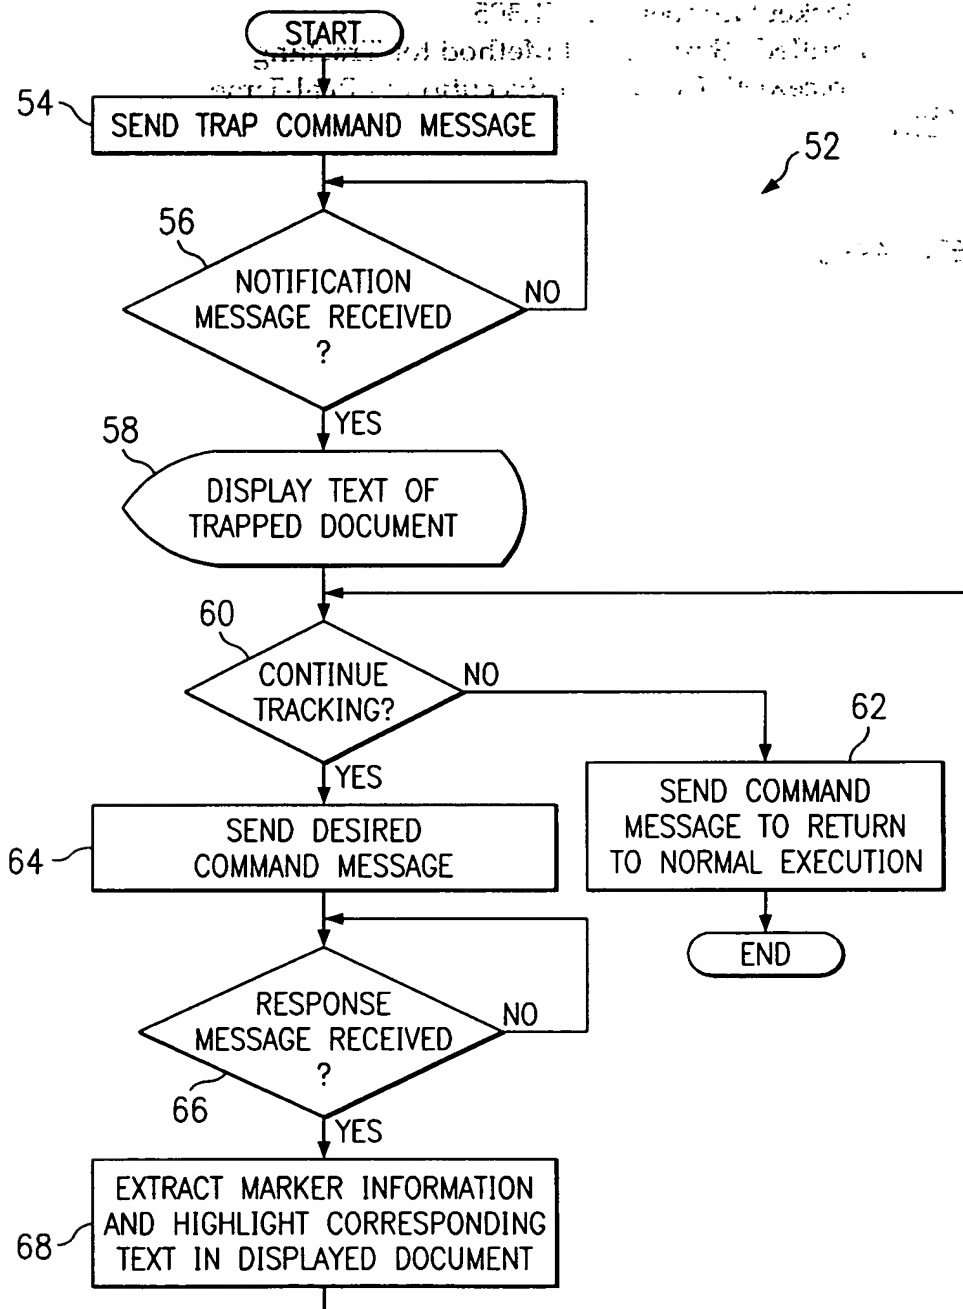 START
54
SEND TRAP COMMAND MESSAGE
52
56
NOTIFICATION
MESSAGE RECEIVED
?
NO
YES
58
DISPLAY TEXT OF
TRAPPED DOCUMENT
60
CONTINUE
TRACKING?
NO
YES
62
SEND COMMAND
MESSAGE TO RETURN
TO NORMAL EXECUTION
END
64
SEND DESIRED
COMMAND MESSAGE
RESPONSE
MESSAGE RECEIVED
?
NO
66
YES
68
EXTRACT MARKER INFORMATION
AND HIGHLIGHT CORRESPONDING
TEXT IN DISPLAYED DOCUMENT